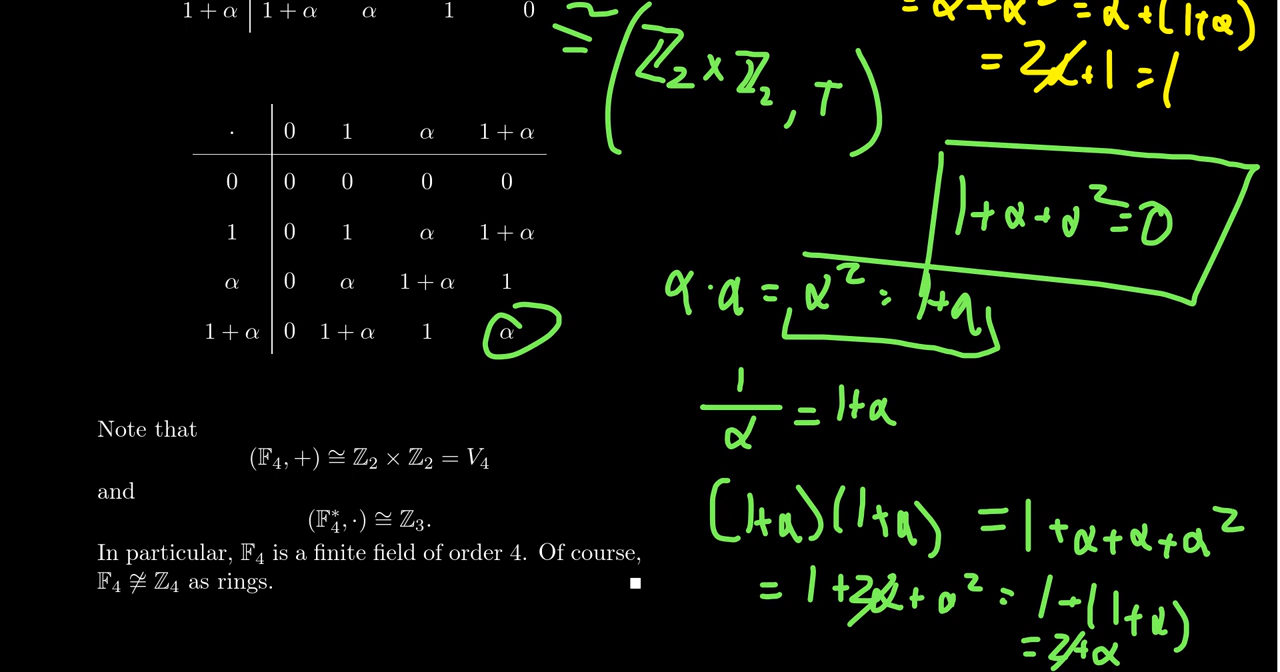 1 + α | 1 + α α 1 0
≅ (ℤ₂ × ℤ₂, +)
= α + α² = α + (1+α)
= 2α + 1 = 1
· | 0 1 α 1 + α
0 | 0 0 0 0
1 | 0 1 α 1 + α
α | 0 α 1 + α 1
1 + α | 0 1 + α 1 α
1 + α + α² = 0
α · α = α² = 1+α
1/α = 1+α
Note that
(𝔽₄, +) ≅ ℤ₂ × ℤ₂ = V₄
and
(𝔽₄*, ·) ≅ ℤ₃.
In particular, 𝔽₄ is a finite field of order 4. Of course,
𝔽₄ ≇ ℤ₄ as rings. ■
(1+α)(1+α) = 1 + α + α + α²
= 1 + 2α + α² = 1 + (1+α)
= 2+α